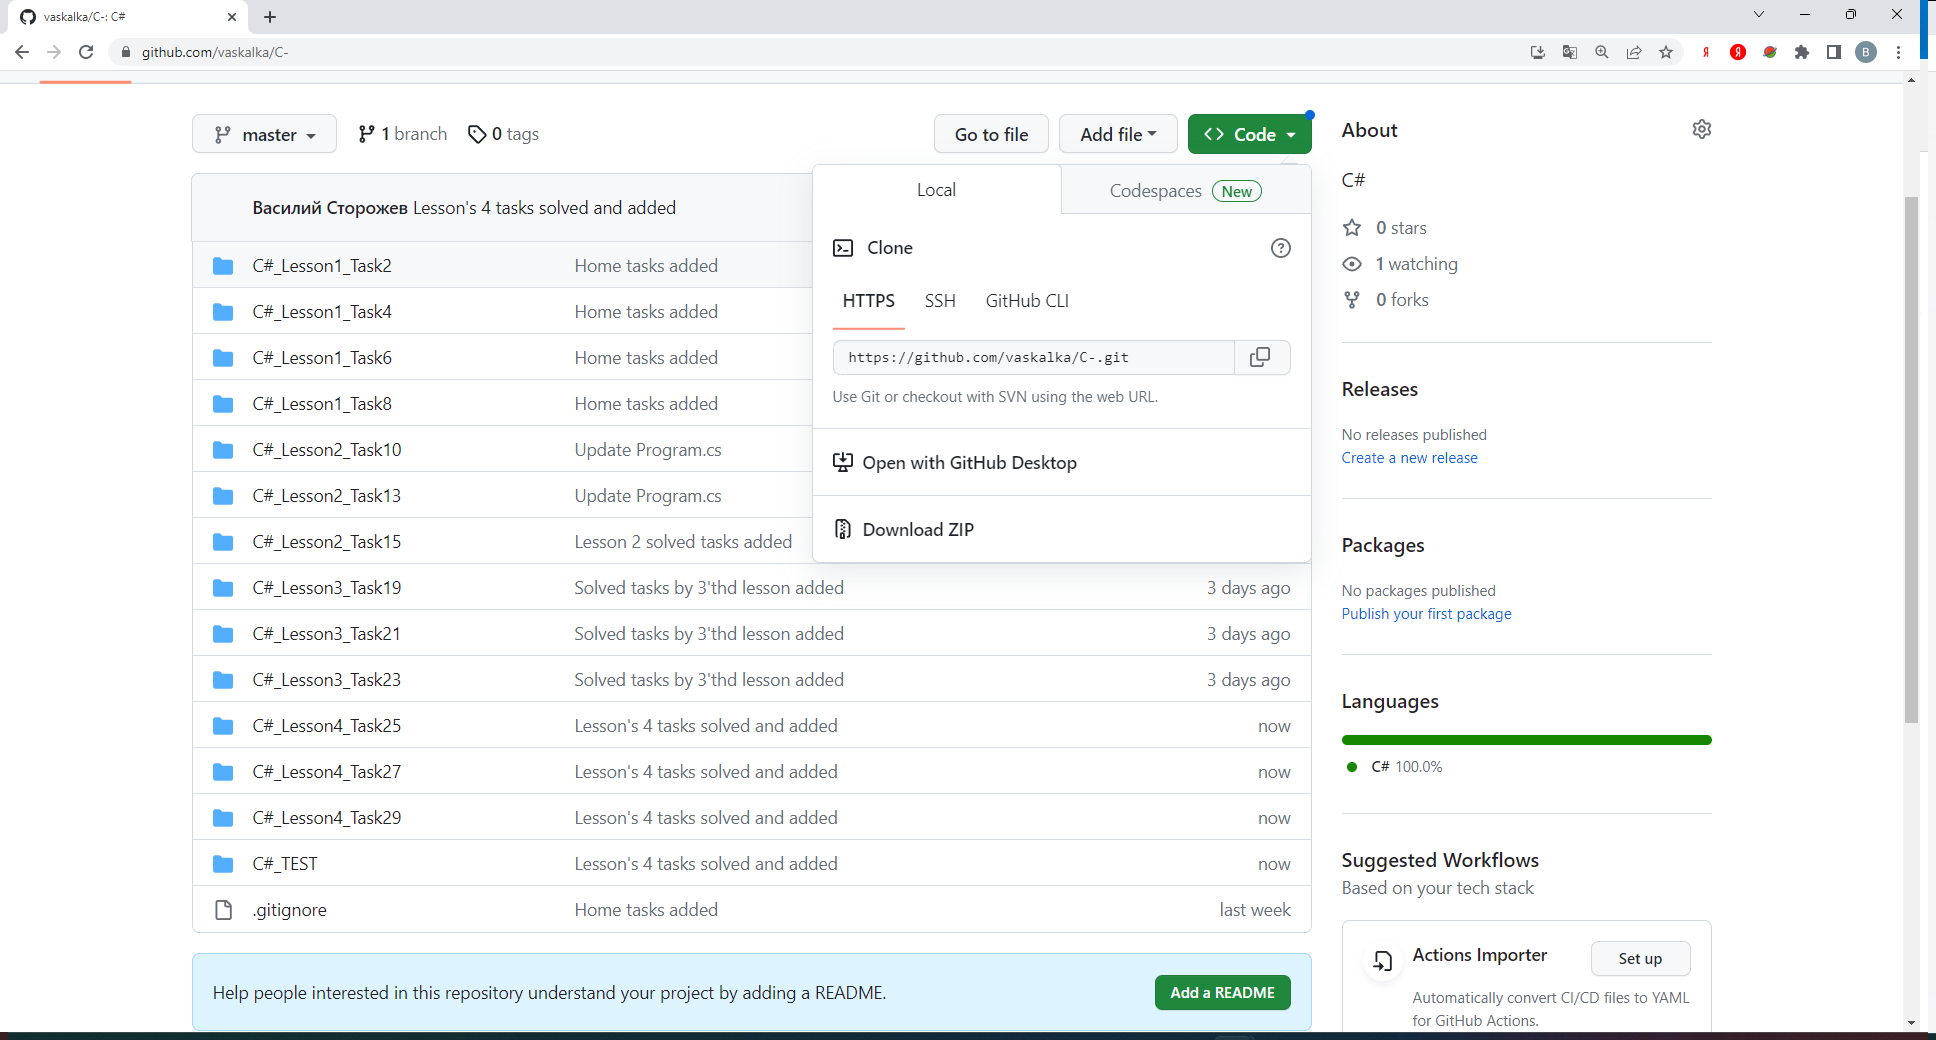 vaskalka/C-: C#
github.com/vaskalka/C-
Я
Я
B
master
1 branch
0 tags
Go to file
Add file
Code
Василий Сторожев Lesson's 4 tasks solved and added
C#_Lesson1_Task2 Home tasks added
C#_Lesson1_Task4 Home tasks added
C#_Lesson1_Task6 Home tasks added
C#_Lesson1_Task8 Home tasks added
C#_Lesson2_Task10 Update Program.cs
C#_Lesson2_Task13 Update Program.cs
C#_Lesson2_Task15 Lesson 2 solved tasks added
C#_Lesson3_Task19 Solved tasks by 3'thd lesson added 3 days ago
C#_Lesson3_Task21 Solved tasks by 3'thd lesson added 3 days ago
C#_Lesson3_Task23 Solved tasks by 3'thd lesson added 3 days ago
C#_Lesson4_Task25 Lesson's 4 tasks solved and added now
C#_Lesson4_Task27 Lesson's 4 tasks solved and added now
C#_Lesson4_Task29 Lesson's 4 tasks solved and added now
C#_TEST Lesson's 4 tasks solved and added now
.gitignore Home tasks added last week
Help people interested in this repository understand your project by adding a README.
Add a README
Local
Codespaces New
Clone
HTTPS SSH GitHub CLI
https://github.com/vaskalka/C-.git
Use Git or checkout with SVN using the web URL.
Open with GitHub Desktop
Download ZIP
About
C#
0 stars
1 watching
0 forks
Releases
No releases published
Create a new release
Packages
No packages published
Publish your first package
Languages
C# 100.0%
Suggested Workflows
Based on your tech stack
Actions Importer
Set up
Automatically convert CI/CD files to YAML
for GitHub Actions.